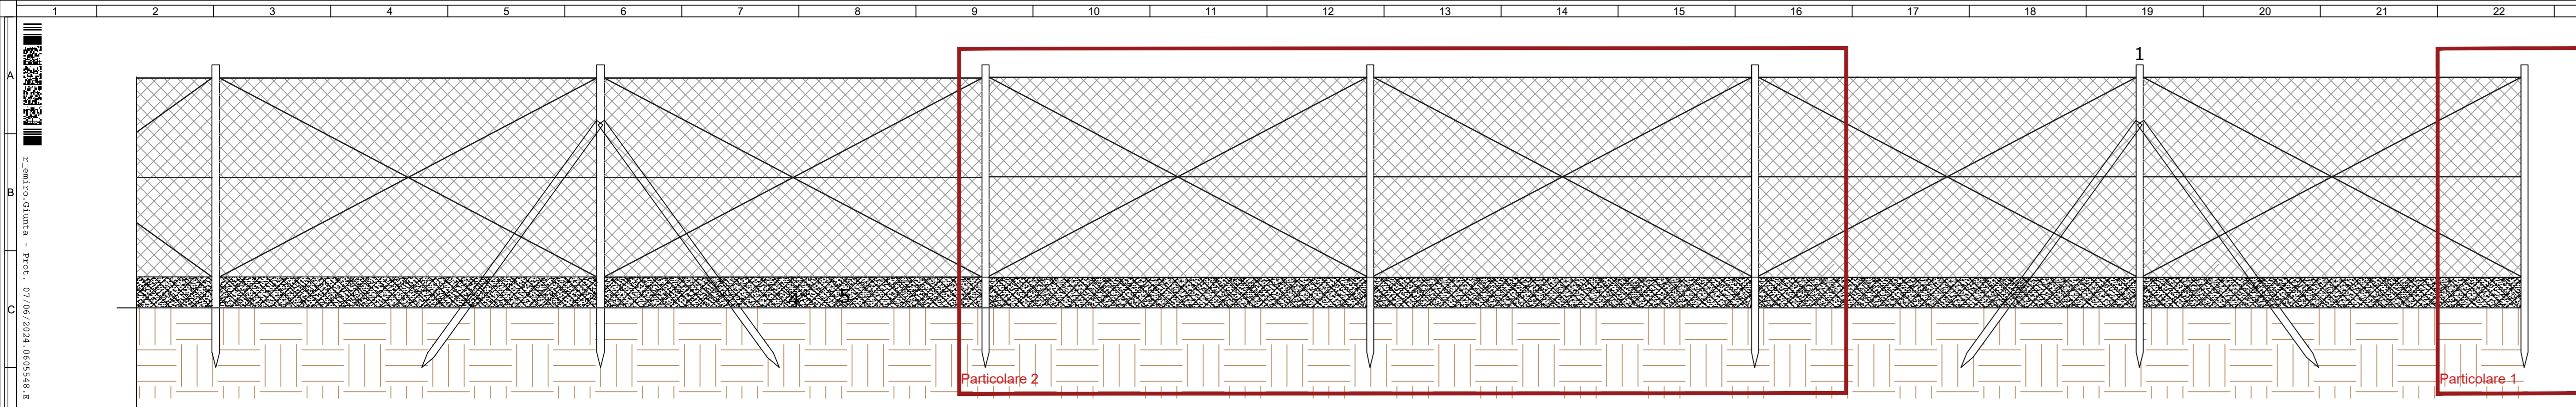 1 2 3 4 5 6 7 8 9 10 11 12 13 14 15 16 17 18 19 20 21 22
A
B
C
r_emiro.Giunta - Prot. 07/06/2024.0605548.E
1
4 5
Particolare 2
Particolare 1